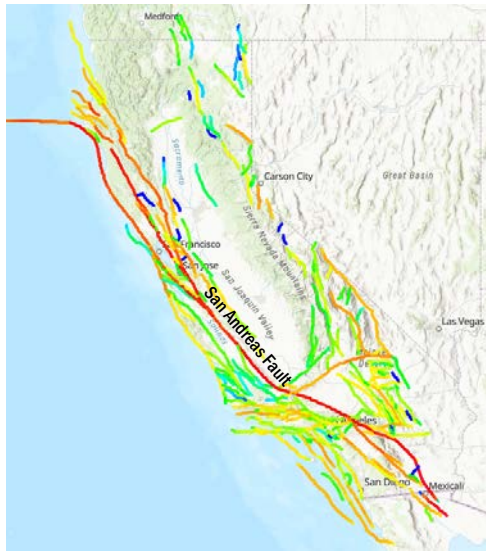 Medford
Sacramento
Carson City
Great Basin
Sierra Nevada Mountains
Francisco
San Jose
San Joaquin Valley
San Andreas Fault
Las Vegas
San Diego
Mexicali